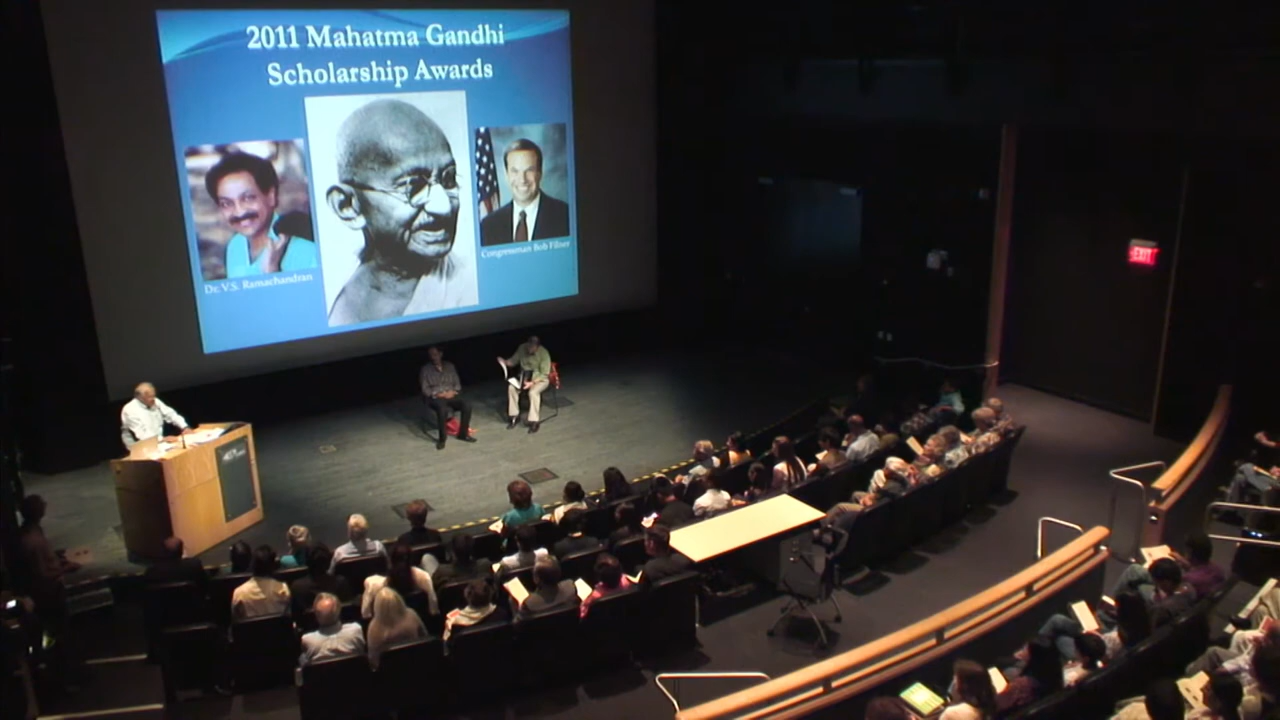 2011 Mahatma Gandhi
Scholarship Awards
Dr. V.S. Ramachandran
Congressman Bob Filner
EXIT